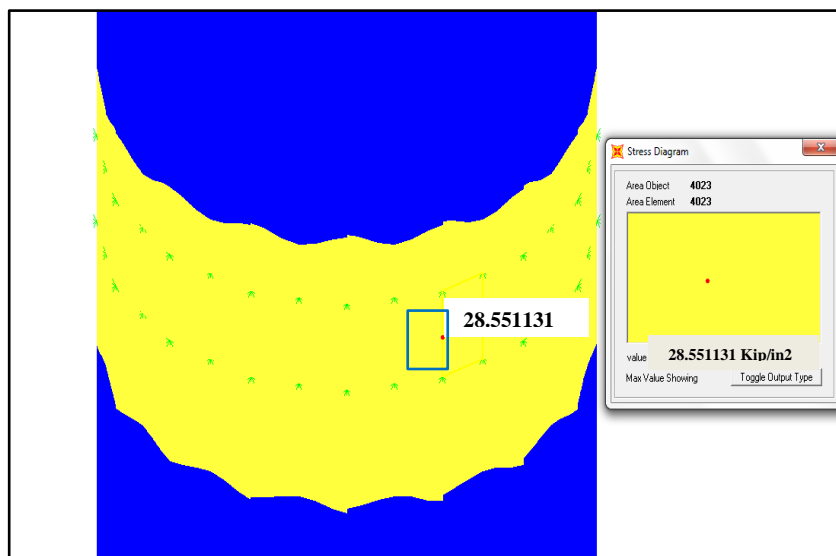 Stress Diagram
X
Area Object 4023
Area Element 4023
28.551131
value 28.551131 Kip/in2
Max Value Showing Toggle Output Type